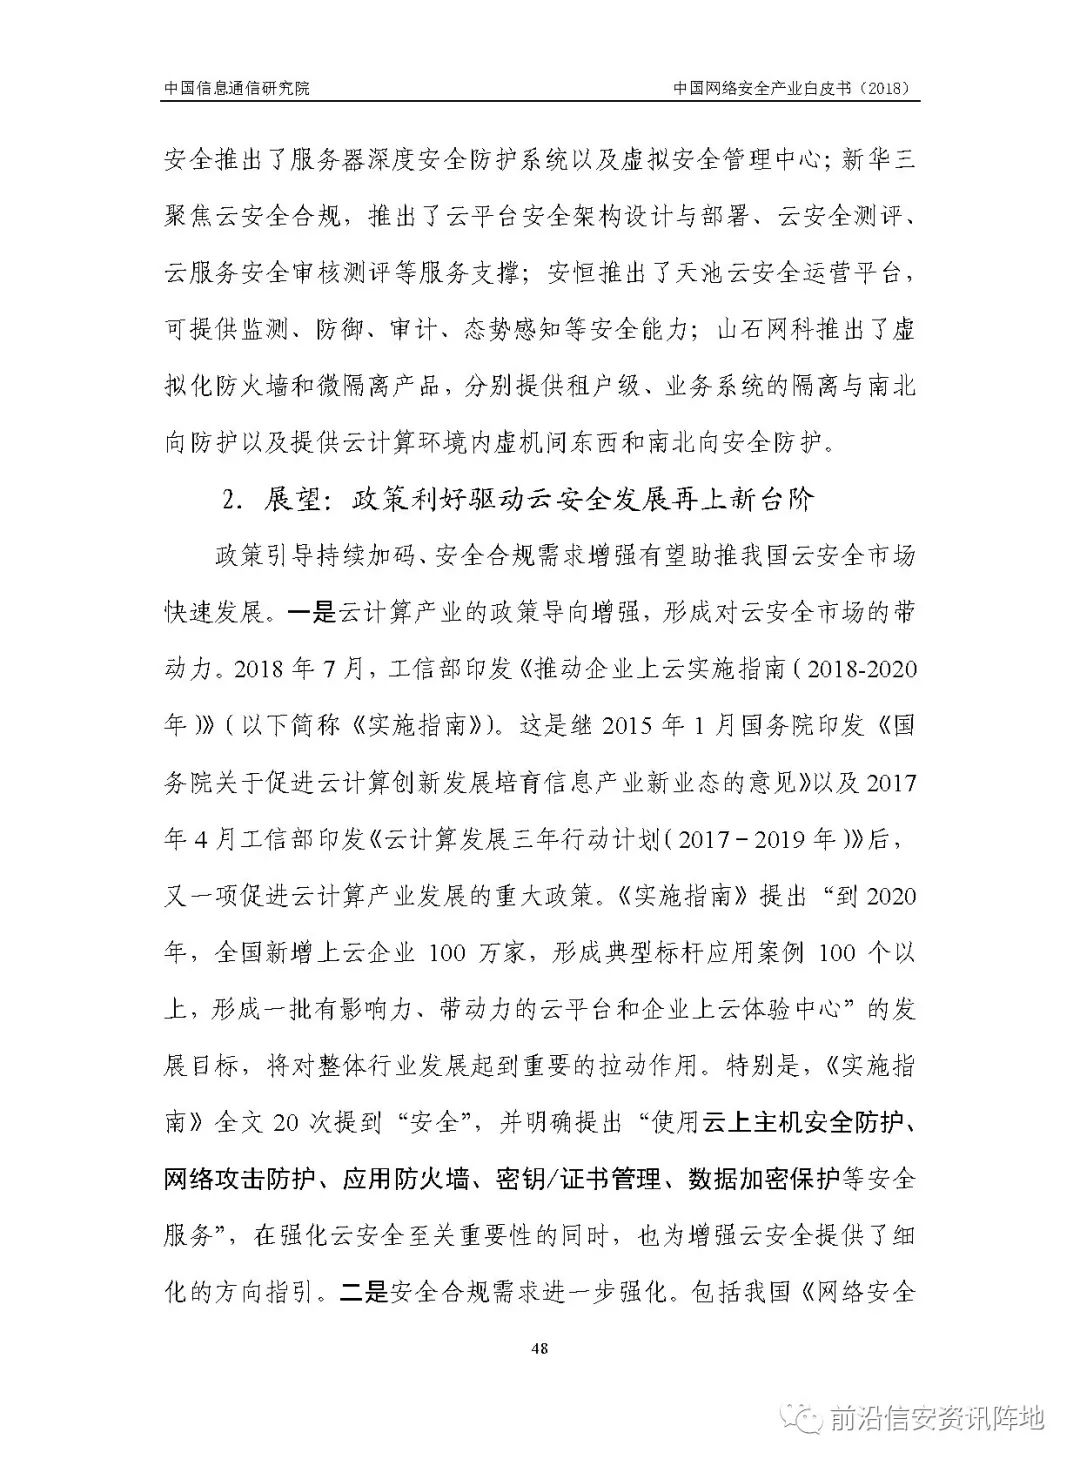 中国信息通信研究院 中国网络安全产业白皮书（2018）
安全推出了服务器深度安全防护系统以及虚拟安全管理中心；新华三
聚焦云安全合规，推出了云平台安全架构设计与部署、云安全测评、
云服务安全审核测评等服务支撑；安恒推出了天池云安全运营平台，
可提供监测、防御、审计、态势感知等安全能力；山石网科推出了虚
拟化防火墙和微隔离产品，分别提供租户级、业务系统的隔离与南北
向防护以及提供云计算环境内虚机间东西和南北向安全防护。
2. 展望：政策利好驱动云安全发展再上新台阶
政策引导持续加码、安全合规需求增强有望助推我国云安全市场
快速发展。一是云计算产业的政策导向增强，形成对云安全市场的带
动力。2018 年 7 月，工信部印发《推动企业上云实施指南（2018-2020
年）》（以下简称《实施指南》）。这是继 2015 年 1 月国务院印发《国
务院关于促进云计算创新发展培育信息产业新业态的意见》以及 2017
年 4 月工信部印发《云计算发展三年行动计划（2017－2019 年）》后，
又一项促进云计算产业发展的重大政策。《实施指南》提出“到 2020
年，全国新增上云企业 100 万家，形成典型标杆应用案例 100 个以
上，形成一批有影响力、带动力的云平台和企业上云体验中心”的发
展目标，将对整体行业发展起到重要的拉动作用。特别是，《实施指
南》全文 20 次提到“安全”，并明确提出“使用云上主机安全防护、
网络攻击防护、应用防火墙、密钥/证书管理、数据加密保护等安全
服务”，在强化云安全至关重要性的同时，也为增强云安全提供了细
化的方向指引。二是安全合规需求进一步强化。包括我国《网络安全
48
前沿信安资讯阵地